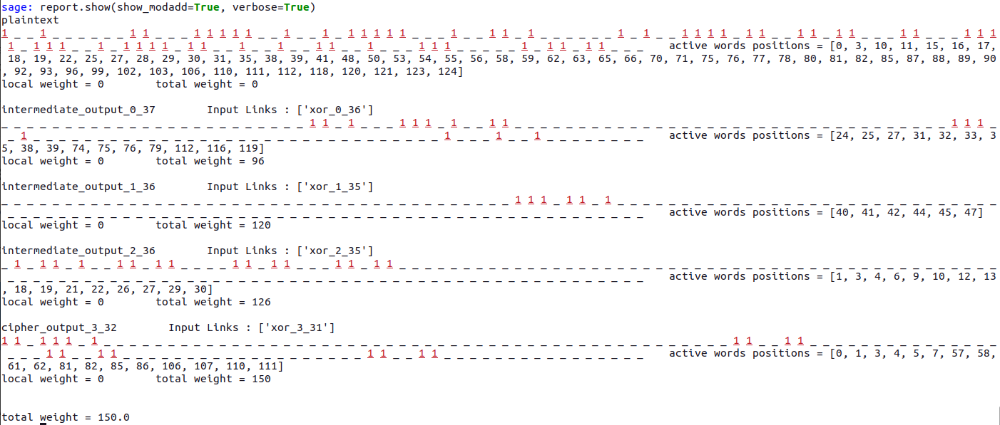 sage: report.show(show_modadd=True, verbose=True)
plaintext
1 _ _ 1 _ _ _ _ _ _ 1 1 _ _ _ 1 1 1 1 1 _ _ 1 _ _ 1 _ 1 1 1 1 1 _ _ _ 1 _ _ 1 1 _ 1 _ _ _ _ _ _ 1 _ 1 _ _ 1 1 1 1 _ 1 1 _ _ 1 1 _ 1 1 _ _ _ 1 1 _ _ _ 1 1 1
1 _ 1 1 1 _ _ 1 _ 1 1 1 1 _ 1 1 _ _ 1 _ _ 1 _ _ 1 1 _ _ 1 _ _ _ 1 1 1 _ _ _ _ _ 1 _ 1 1 _ 1 1 _ _ _    active words positions = [0, 3, 10, 11, 15, 16, 17,
18, 19, 22, 25, 27, 28, 29, 30, 31, 35, 38, 39, 41, 48, 50, 53, 54, 55, 56, 58, 59, 62, 63, 65, 66, 70, 71, 75, 76, 77, 78, 80, 81, 82, 85, 87, 88, 89, 90
, 92, 93, 96, 99, 102, 103, 106, 110, 111, 112, 118, 120, 121, 123, 124]
local weight = 0        total weight = 0
intermediate_output_0_37        Input Links : ['xor_0_36']
_ _ _ _ _ _ _ _ _ _ _ _ _ _ _ _ _ _ _ _ _ _ _ _ 1 1 _ 1 _ _ _ 1 1 1 _ 1 _ _ 1 1 _ _ _ _ _ _ _ _ _ _ _ _ _ _ _ _ _ _ _ _ _ _ _ _ _ _ _ _ _ _ _ _ _ _ 1 1 1 _
_ 1 _ _ _ _ _ _ _ _ _ _ _ _ _ _ _ _ _ _ _ _ _ _ _ _ _ _ _ _ _ _ _ _ 1 _ _ _ 1 _ _ 1 _ _ _ _ _ _ _ _    active words positions = [24, 25, 27, 31, 32, 33, 3
5, 38, 39, 74, 75, 76, 79, 112, 116, 119]
local weight = 0        total weight = 96
intermediate_output_1_36        Input Links : ['xor_1_35']
_ _ _ _ _ _ _ _ _ _ _ _ _ _ _ _ _ _ _ _ _ _ _ _ _ _ _ _ _ _ _ _ _ _ _ _ _ _ _ _ 1 1 1 _ 1 1 _ 1 _ _ _ _ _ _ _ _ _ _ _ _ _ _ _ _ _ _ _ _ _ _ _ _ _ _ _ _ _ _
_ _ _ _ _ _ _ _ _ _ _ _ _ _ _ _ _ _ _ _ _ _ _ _ _ _ _ _ _ _ _ _ _ _ _ _ _ _ _ _ _ _ _ _ _ _ _ _ _ _    active words positions = [40, 41, 42, 44, 45, 47]
local weight = 0        total weight = 120
intermediate_output_2_36        Input Links : ['xor_2_35']
_ 1 _ 1 1 _ 1 _ _ 1 1 _ 1 1 _ _ _ _ 1 1 _ 1 1 _ _ _ 1 1 _ 1 1 _ _ _ _ _ _ _ _ _ _ _ _ _ _ _ _ _ _ _ _ _ _ _ _ _ _ _ _ _ _ _ _ _ _ _ _ _ _ _ _ _ _ _ _ _ _ _
_ _ _ _ _ _ _ _ _ _ _ _ _ _ _ _ _ _ _ _ _ _ _ _ _ _ _ _ _ _ _ _ _ _ _ _ _ _ _ _ _ _ _ _ _ _ _ _ _ _    active words positions = [1, 3, 4, 6, 9, 10, 12, 13
, 18, 19, 21, 22, 26, 27, 29, 30]
local weight = 0        total weight = 126
cipher_output_3_32        Input Links : ['xor_3_31']
1 1 _ 1 1 1 _ 1 _ _ _ _ _ _ _ _ _ _ _ _ _ _ _ _ _ _ _ _ _ _ _ _ _ _ _ _ _ _ _ _ _ _ _ _ _ _ _ _ _ _ _ _ _ _ _ _ _ 1 1 _ _ 1 1 _ _ _ _ _ _ _ _ _ _ _ _ _ _ _
_ _ _ 1 1 _ _ 1 1 _ _ _ _ _ _ _ _ _ _ _ _ _ _ _ _ _ _ _ 1 1 _ _ 1 1 _ _ _ _ _ _ _ _ _ _ _ _ _ _ _ _    active words positions = [0, 1, 3, 4, 5, 7, 57, 58,
61, 62, 81, 82, 85, 86, 106, 107, 110, 111]
local weight = 0        total weight = 150
total weight = 150.0